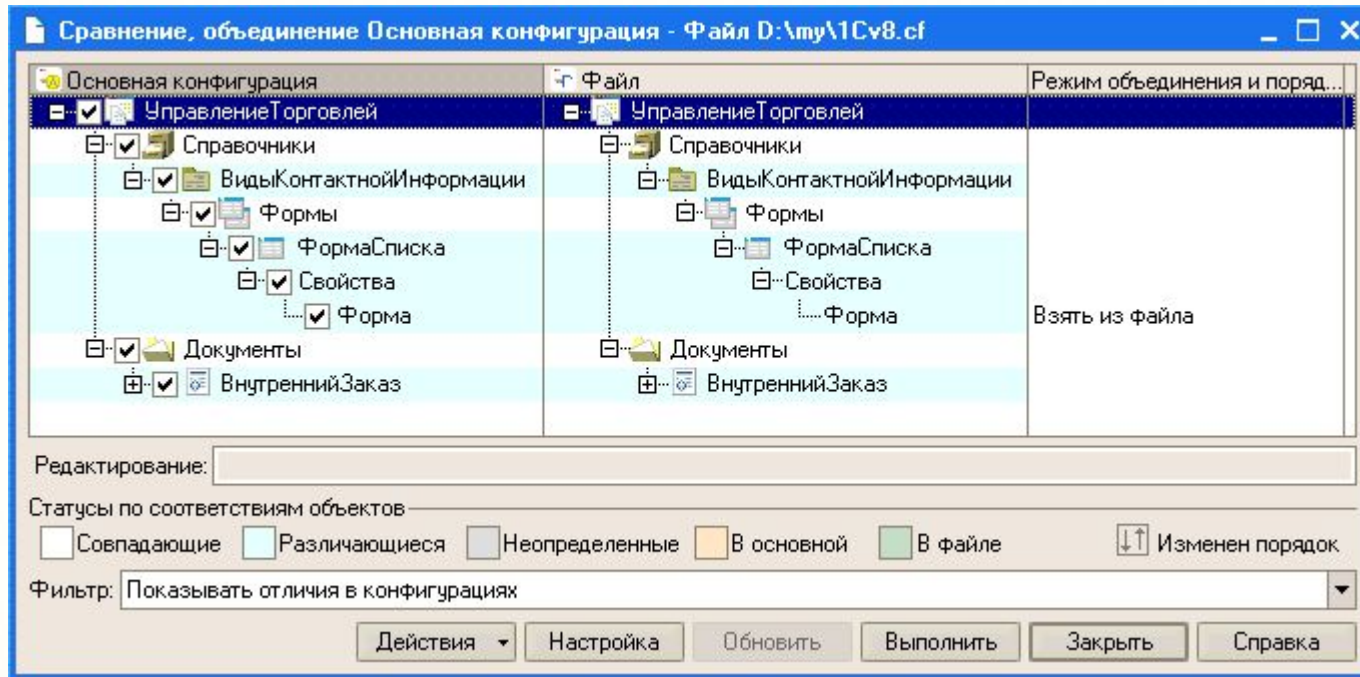 Сравнение, объединение Основная конфигурация - Файл D:\my\1Cv8.cf
Основная конфигурация Файл Режим объединения и поряд...
УправлениеТорговлей УправлениеТорговлей
Справочники Справочники
ВидыКонтактнойИнформации ВидыКонтактнойИнформации
Формы Формы
ФормаСписка ФормаСписка
Свойства Свойства
Форма Форма Взять из файла
Документы Документы
ВнутреннийЗаказ ВнутреннийЗаказ
Редактирование:
Статусы по соответствиям объектов
Совпадающие Различающиеся Неопределенные В основной В файле Изменен порядок
Фильтр: Показывать отличия в конфигурациях
Действия Настройка Обновить Выполнить Закрыть Справка